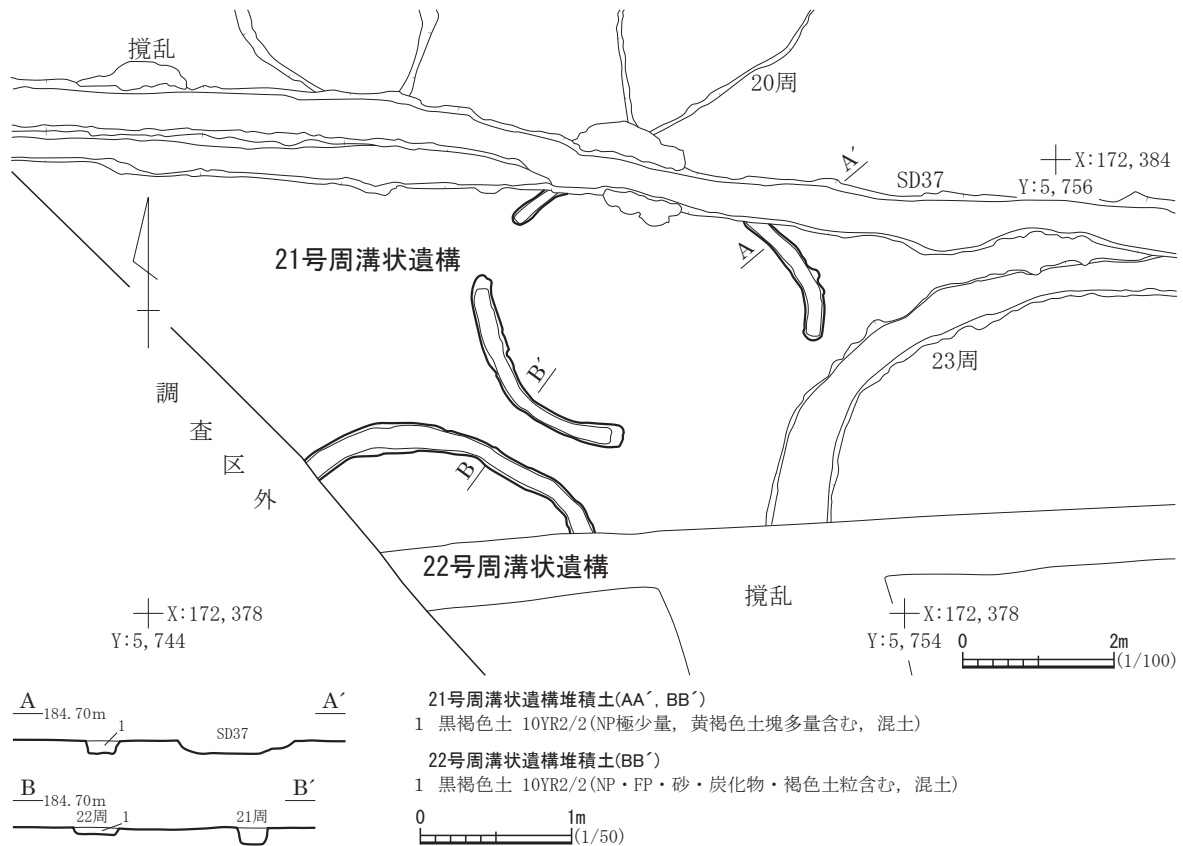 撹乱
20周
A′
X:172,384
Y:5,756
SD37
A
21号周溝状遺構
B′
23周
調査区外
B
22号周溝状遺構
撹乱
X:172,378
Y:5,744
X:172,378
Y:5,754
0 2m
(1/100)
A 184.70m A′
1
SD37
B 184.70m B′
22周 1 21周
21号周溝状遺構堆積土(AA′, BB′)
1 黒褐色土 10YR2/2(NP極少量, 黄褐色土塊多量含む, 混土)
22号周溝状遺構堆積土(BB′)
1 黒褐色土 10YR2/2(NP・FP・砂・炭化物・褐色土粒含む, 混土)
0 1m
(1/50)